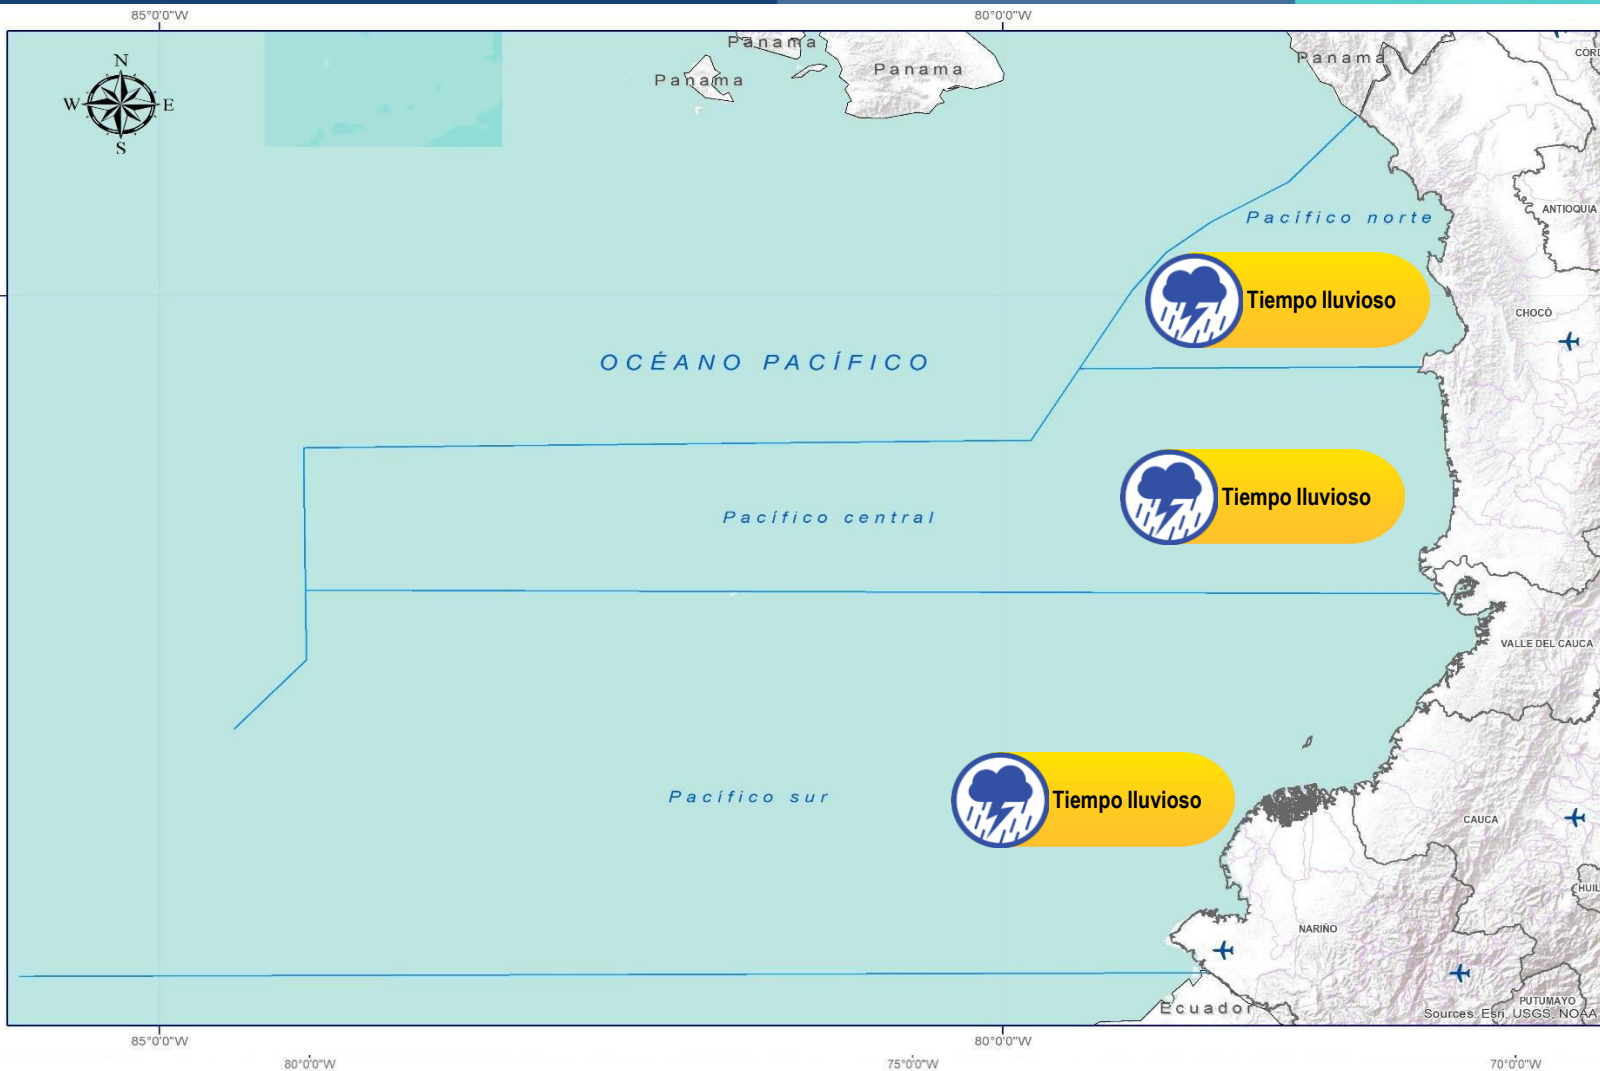 85°0'0"W
80°0'0"W
N
W
E
S
Panama
Panama
Panama
Panama
ANTIOQUIA
Pacífico norte
Tiempo lluvioso
CHOCÓ
OCÉANO PACÍFICO
Tiempo lluvioso
Pacífico central
VALLE DEL CAUCA
Pacífico sur
Tiempo lluvioso
CAUCA
HUIL
NARIÑO
PUTUMAYO
Ecuador
Sources: Esri, USGS, NOAA
85°0'0"W
80°0'0"W
80°0'0"W
75°0'0"W
70°0'0"W